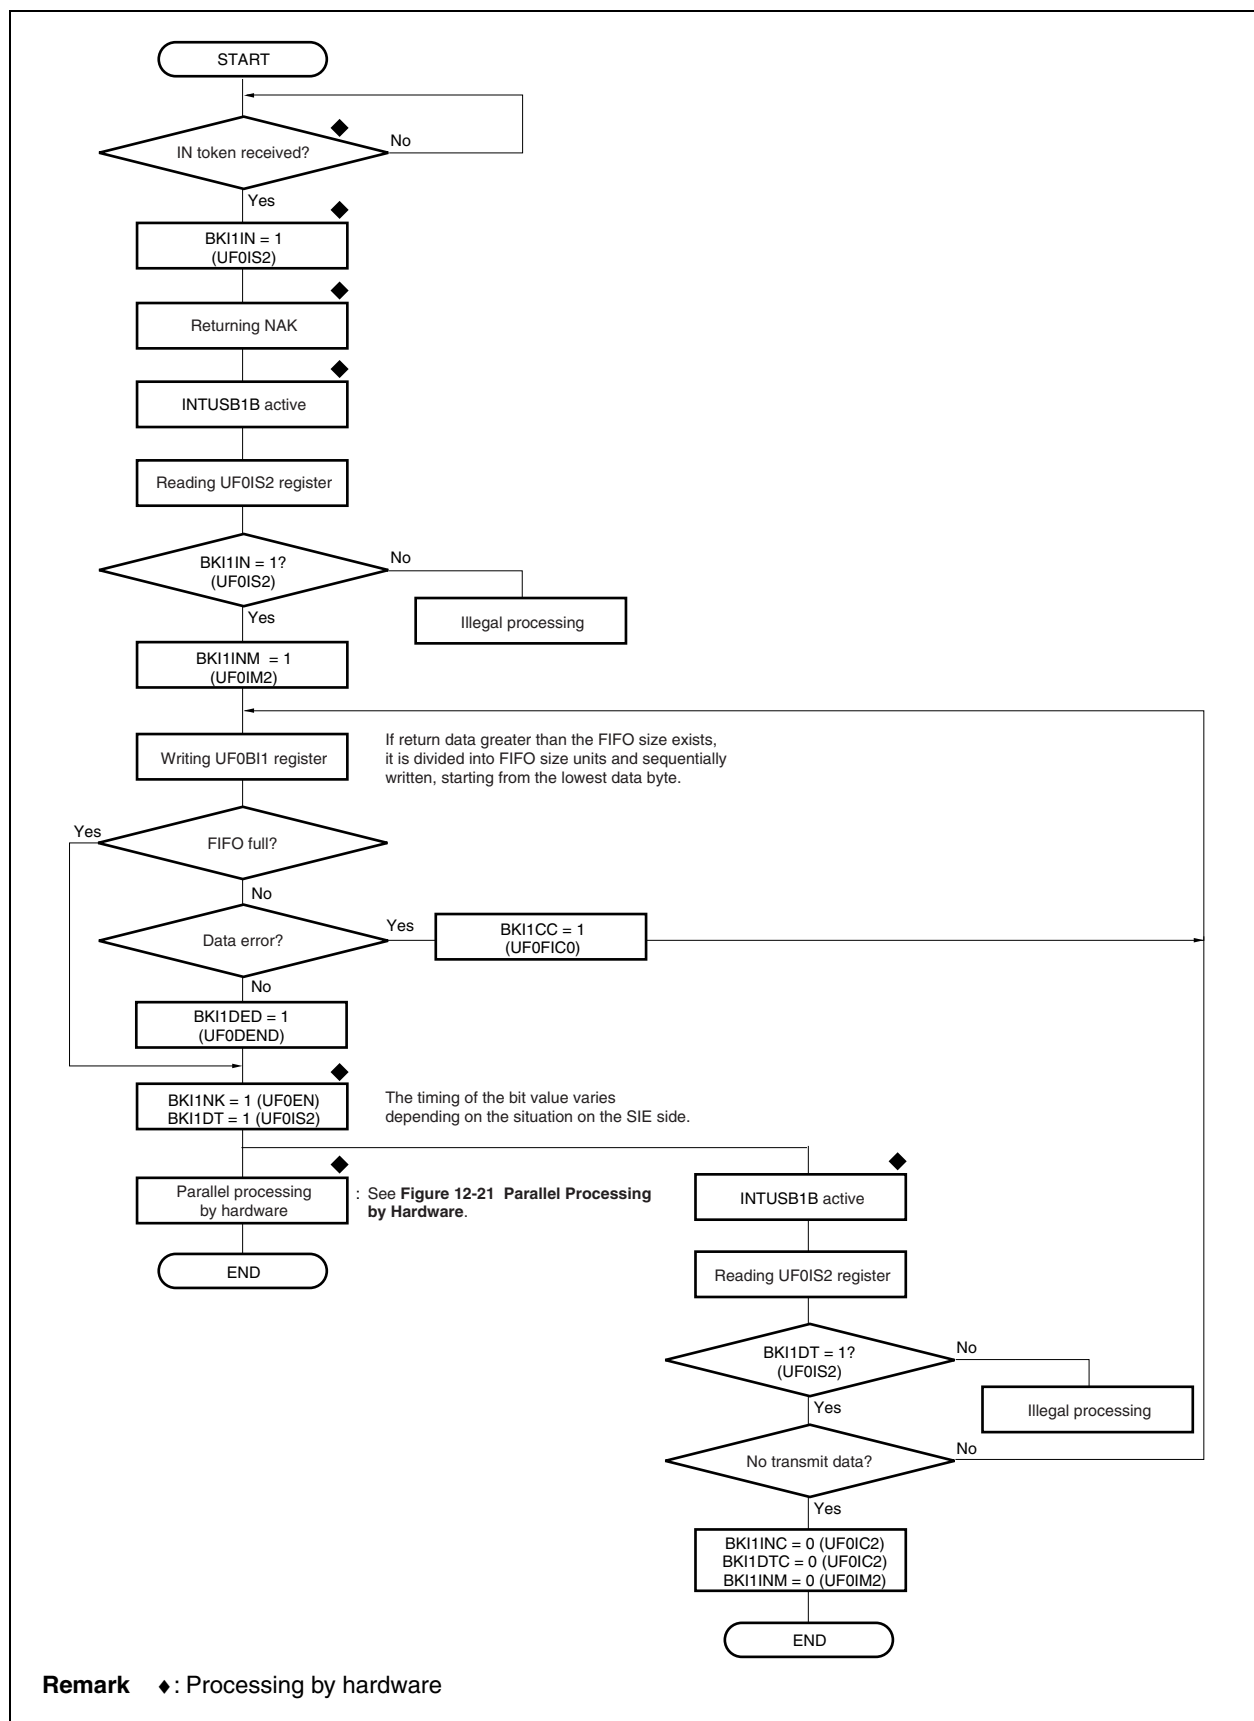 START
IN token received?
No
Yes
BKI1IN = 1
(UF0IS2)
Returning NAK
INTUSB1B active
Reading UF0IS2 register
BKI1IN = 1?
(UF0IS2)
No
Illegal processing
Yes
BKI1INM = 1
(UF0IM2)
Writing UF0BI1 register
If return data greater than the FIFO size exists,
it is divided into FIFO size units and sequentially
written, starting from the lowest data byte.
Yes
FIFO full?
No
Data error?
Yes
BKI1CC = 1
(UF0FIC0)
No
BKI1DED = 1
(UF0DEND)
BKI1NK = 1 (UF0EN)
BKI1DT = 1 (UF0IS2)
The timing of the bit value varies
depending on the situation on the SIE side.
Parallel processing
by hardware
: See Figure 12-21 Parallel Processing
by Hardware.
END
INTUSB1B active
Reading UF0IS2 register
BKI1DT = 1?
(UF0IS2)
No
Illegal processing
Yes
No transmit data?
No
Yes
BKI1INC = 0 (UF0IC2)
BKI1DTC = 0 (UF0IC2)
BKI1INM = 0 (UF0IM2)
END
Remark ♦: Processing by hardware